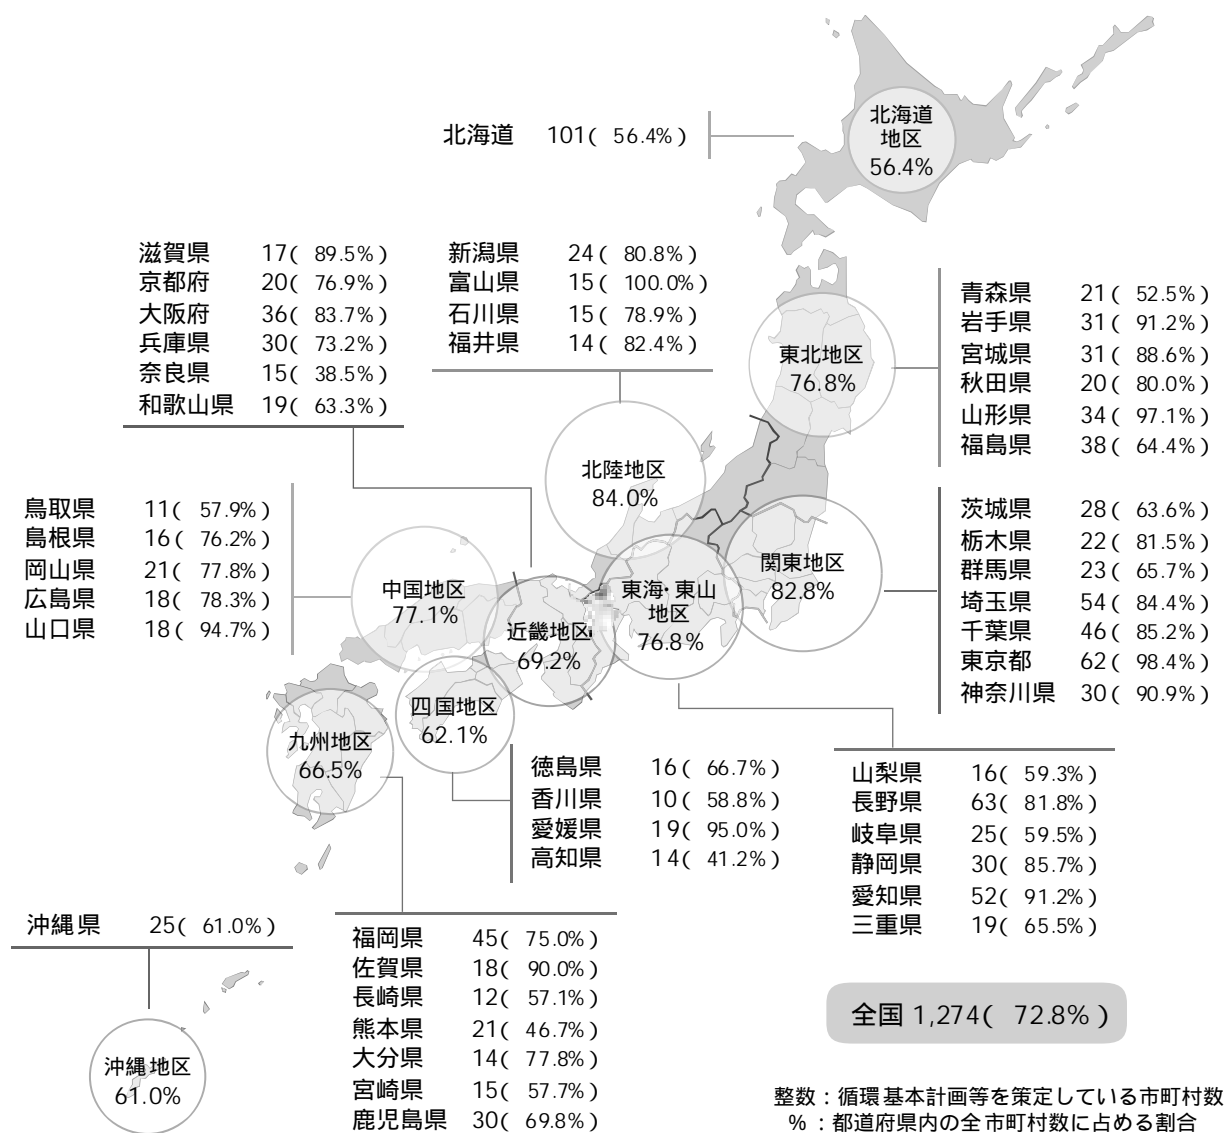 北海道 101( 56.4%)
北海道
地区
56.4%
滋賀県 17( 89.5%)
京都府 20( 76.9%)
大阪府 36( 83.7%)
兵庫県 30( 73.2%)
奈良県 15( 38.5%)
和歌山県 19( 63.3%)
新潟県 24( 80.8%)
富山県 15( 100.0%)
石川県 15( 78.9%)
福井県 14( 82.4%)
東北地区
76.8%
青森県 21( 52.5%)
岩手県 31( 91.2%)
宮城県 31( 88.6%)
秋田県 20( 80.0%)
山形県 34( 97.1%)
福島県 38( 64.4%)
北陸地区
84.0%
鳥取県 11( 57.9%)
島根県 16( 76.2%)
岡山県 21( 77.8%)
広島県 18( 78.3%)
山口県 18( 94.7%)
中国地区
77.1%
近畿地区
69.2%
東海・東山
地区
76.8%
関東地区
82.8%
茨城県 28( 63.6%)
栃木県 22( 81.5%)
群馬県 23( 65.7%)
埼玉県 54( 84.4%)
千葉県 46( 85.2%)
東京都 62( 98.4%)
神奈川県 30( 90.9%)
四国地区
62.1%
九州地区
66.5%
徳島県 16( 66.7%)
香川県 10( 58.8%)
愛媛県 19( 95.0%)
高知県 14( 41.2%)
山梨県 16( 59.3%)
長野県 63( 81.8%)
岐阜県 25( 59.5%)
静岡県 30( 85.7%)
愛知県 52( 91.2%)
三重県 19( 65.5%)
沖縄県 25( 61.0%)
福岡県 45( 75.0%)
佐賀県 18( 90.0%)
長崎県 12( 57.1%)
熊本県 21( 46.7%)
大分県 14( 77.8%)
宮崎県 15( 57.7%)
鹿児島県 30( 69.8%)
沖縄地区
61.0%
全国 1,274( 72.8%)
整数:循環基本計画等を策定している市町村数
%:都道府県内の全市町村数に占める割合